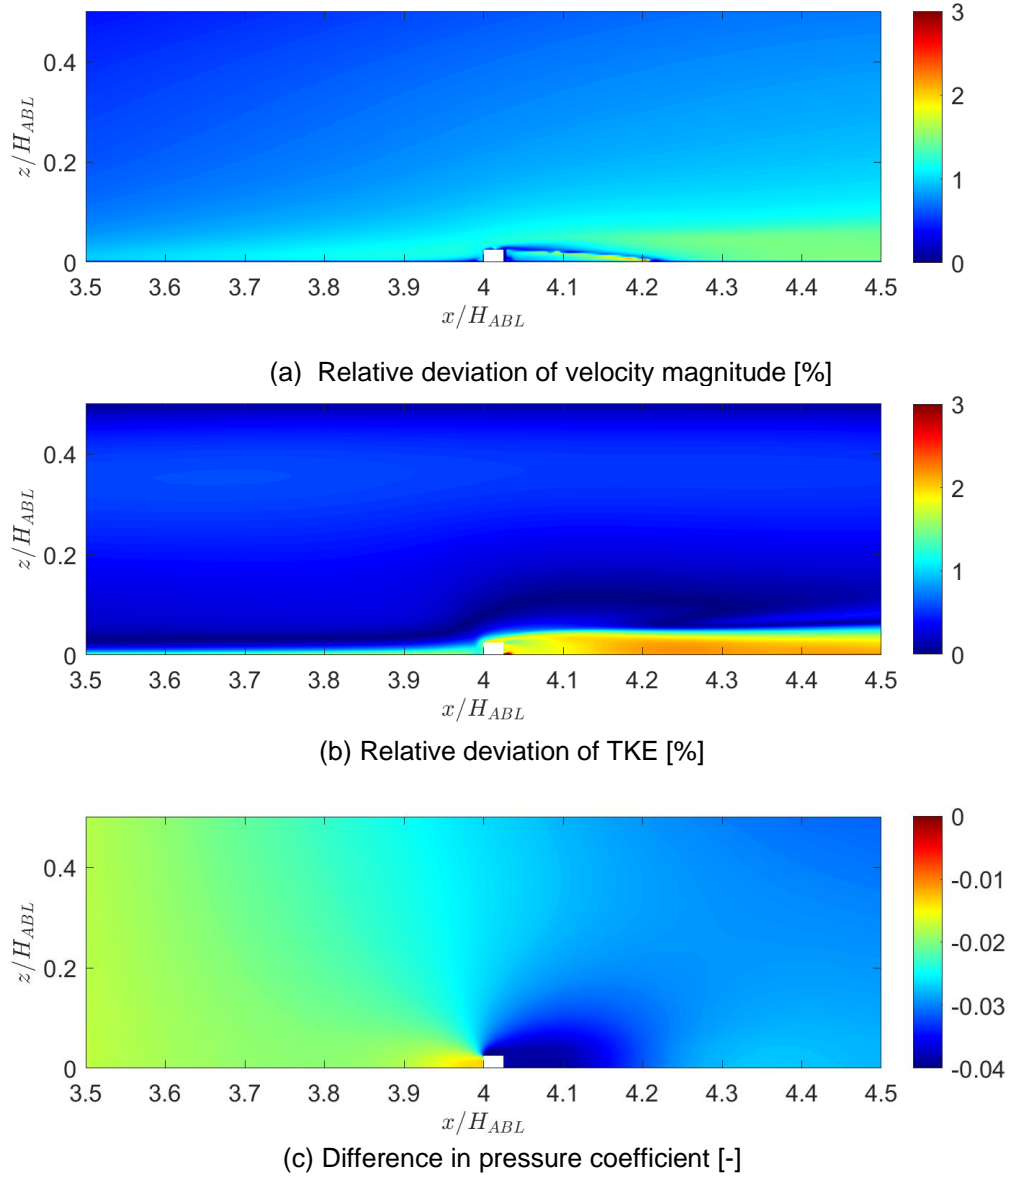 3
0.4
2
z/H_ABL
0.2
1
0
0
3.5 3.6 3.7 3.8 3.9 4 4.1 4.2 4.3 4.4 4.5
x/H_ABL
(a) Relative deviation of velocity magnitude [%]
3
0.4
2
z/H_ABL
0.2
1
0
0
3.5 3.6 3.7 3.8 3.9 4 4.1 4.2 4.3 4.4 4.5
x/H_ABL
(b) Relative deviation of TKE [%]
0
0.4
-0.01
z/H_ABL
-0.02
0.2
-0.03
0
-0.04
3.5 3.6 3.7 3.8 3.9 4 4.1 4.2 4.3 4.4 4.5
x/H_ABL
(c) Difference in pressure coefficient [-]